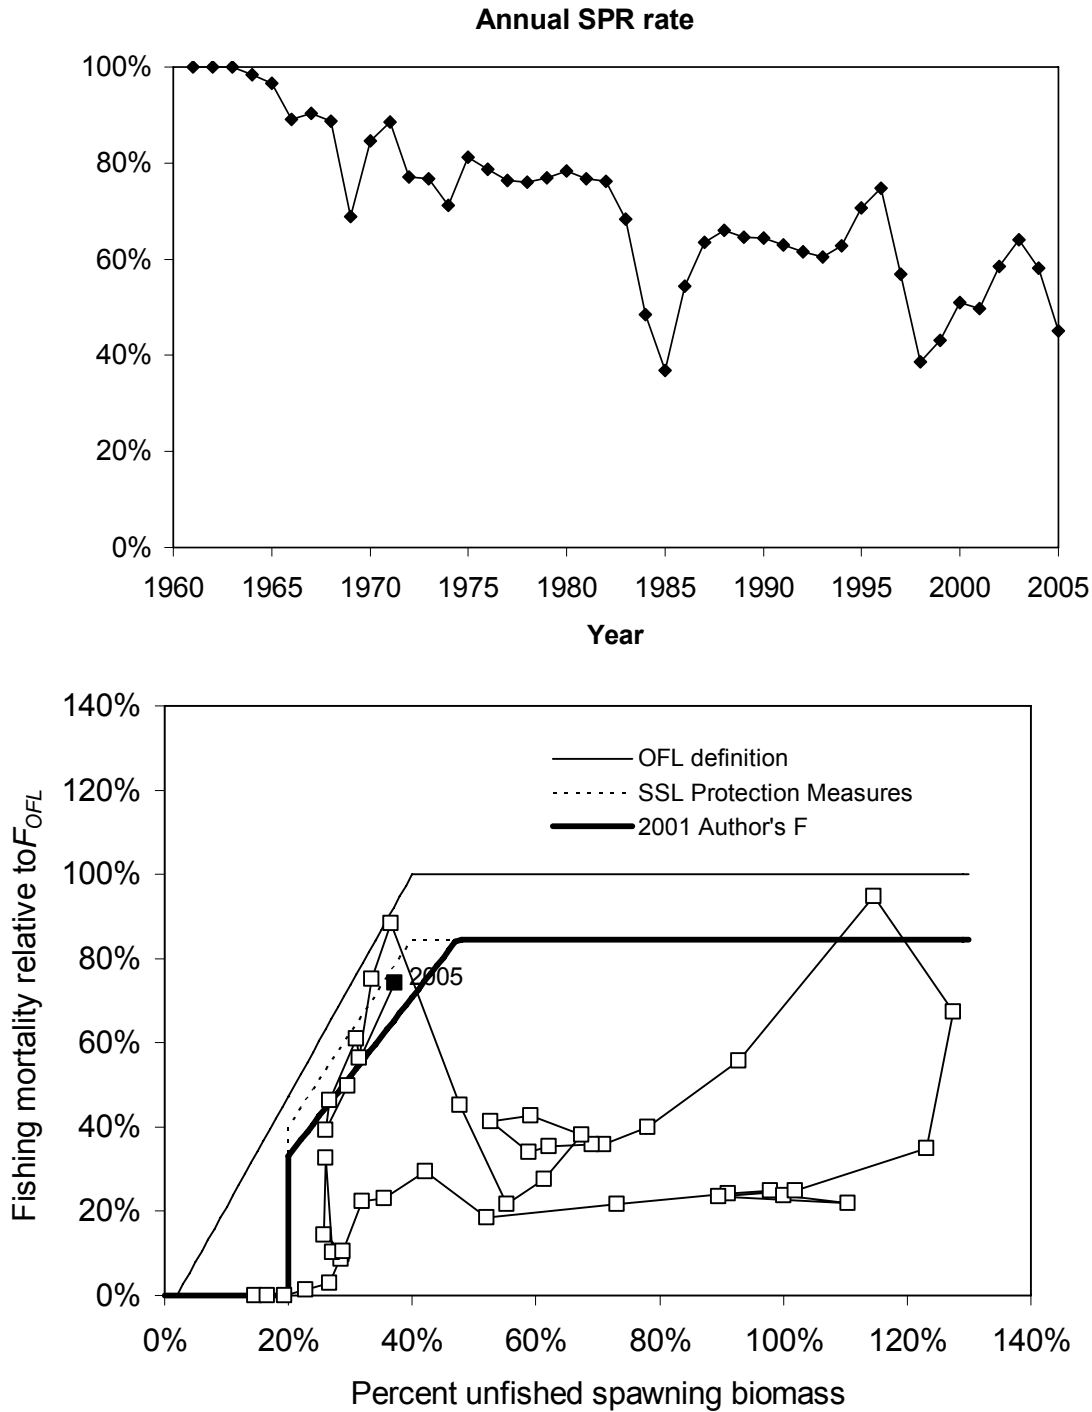 Annual SPR rate
100%
80%
60%
40%
20%
0%
1960 1965 1970 1975 1980 1985 1990 1995 2000 2005
Year
Fishing mortality relative toF_OFL
140%
120%
100%
80%
60%
40%
20%
0%
OFL definition
SSL Protection Measures
2001 Author's F
2005
0% 20% 40% 60% 80% 100% 120% 140%
Percent unfished spawning biomass